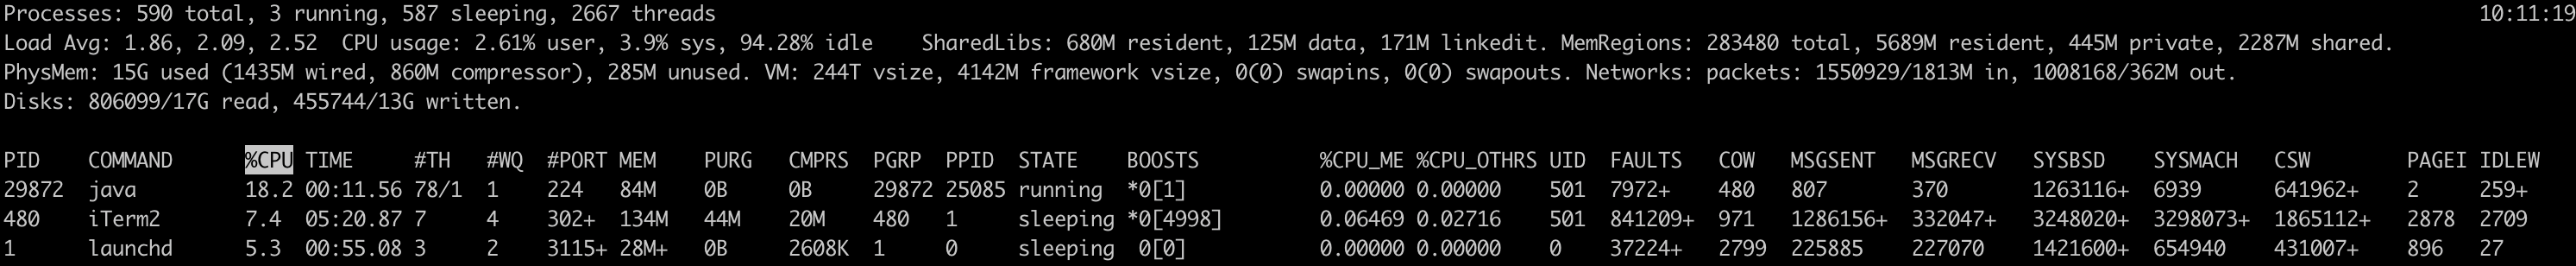 Processes: 590 total, 3 running, 587 sleeping, 2667 threads 10:11:19
Load Avg: 1.86, 2.09, 2.52  CPU usage: 2.61% user, 3.9% sys, 94.28% idle    SharedLibs: 680M resident, 125M data, 171M linkedit. MemRegions: 283480 total, 5689M resident, 445M private, 2287M shared.
PhysMem: 15G used (1435M wired, 860M compressor), 285M unused. VM: 244T vsize, 4142M framework vsize, 0(0) swapins, 0(0) swapouts. Networks: packets: 1550929/1813M in, 1008168/362M out.
Disks: 806099/17G read, 455744/13G written.
PID    COMMAND      %CPU TIME     #TH   #WQ  #PORT MEM    PURG   CMPRS  PGRP  PPID  STATE    BOOSTS          %CPU_ME %CPU_OTHRS UID  FAULTS   COW   MSGSENT   MSGRECV   SYSBSD    SYSMACH   CSW        PAGEI IDLEW
29872  java         18.2 00:11.56 78/1  1    224   84M    0B     0B     29872 25085 running  *0[1]           0.00000 0.00000    501  7972+    480   807       370       1263116+  6939      641962+    2     259+
480    iTerm2       7.4  05:20.87 7     4    302+  134M   44M    20M    480   1     sleeping *0[4998]        0.06469 0.02716    501  841209+  971   1286156+  332047+   3248020+  3298073+  1865112+   2878  2709
1      launchd      5.3  00:55.08 3     2    3115+ 28M+   0B     2608K  1     0     sleeping  0[0]           0.00000 0.00000    0    37224+   2799  225885    227070    1421600+  654940    431007+    896   27